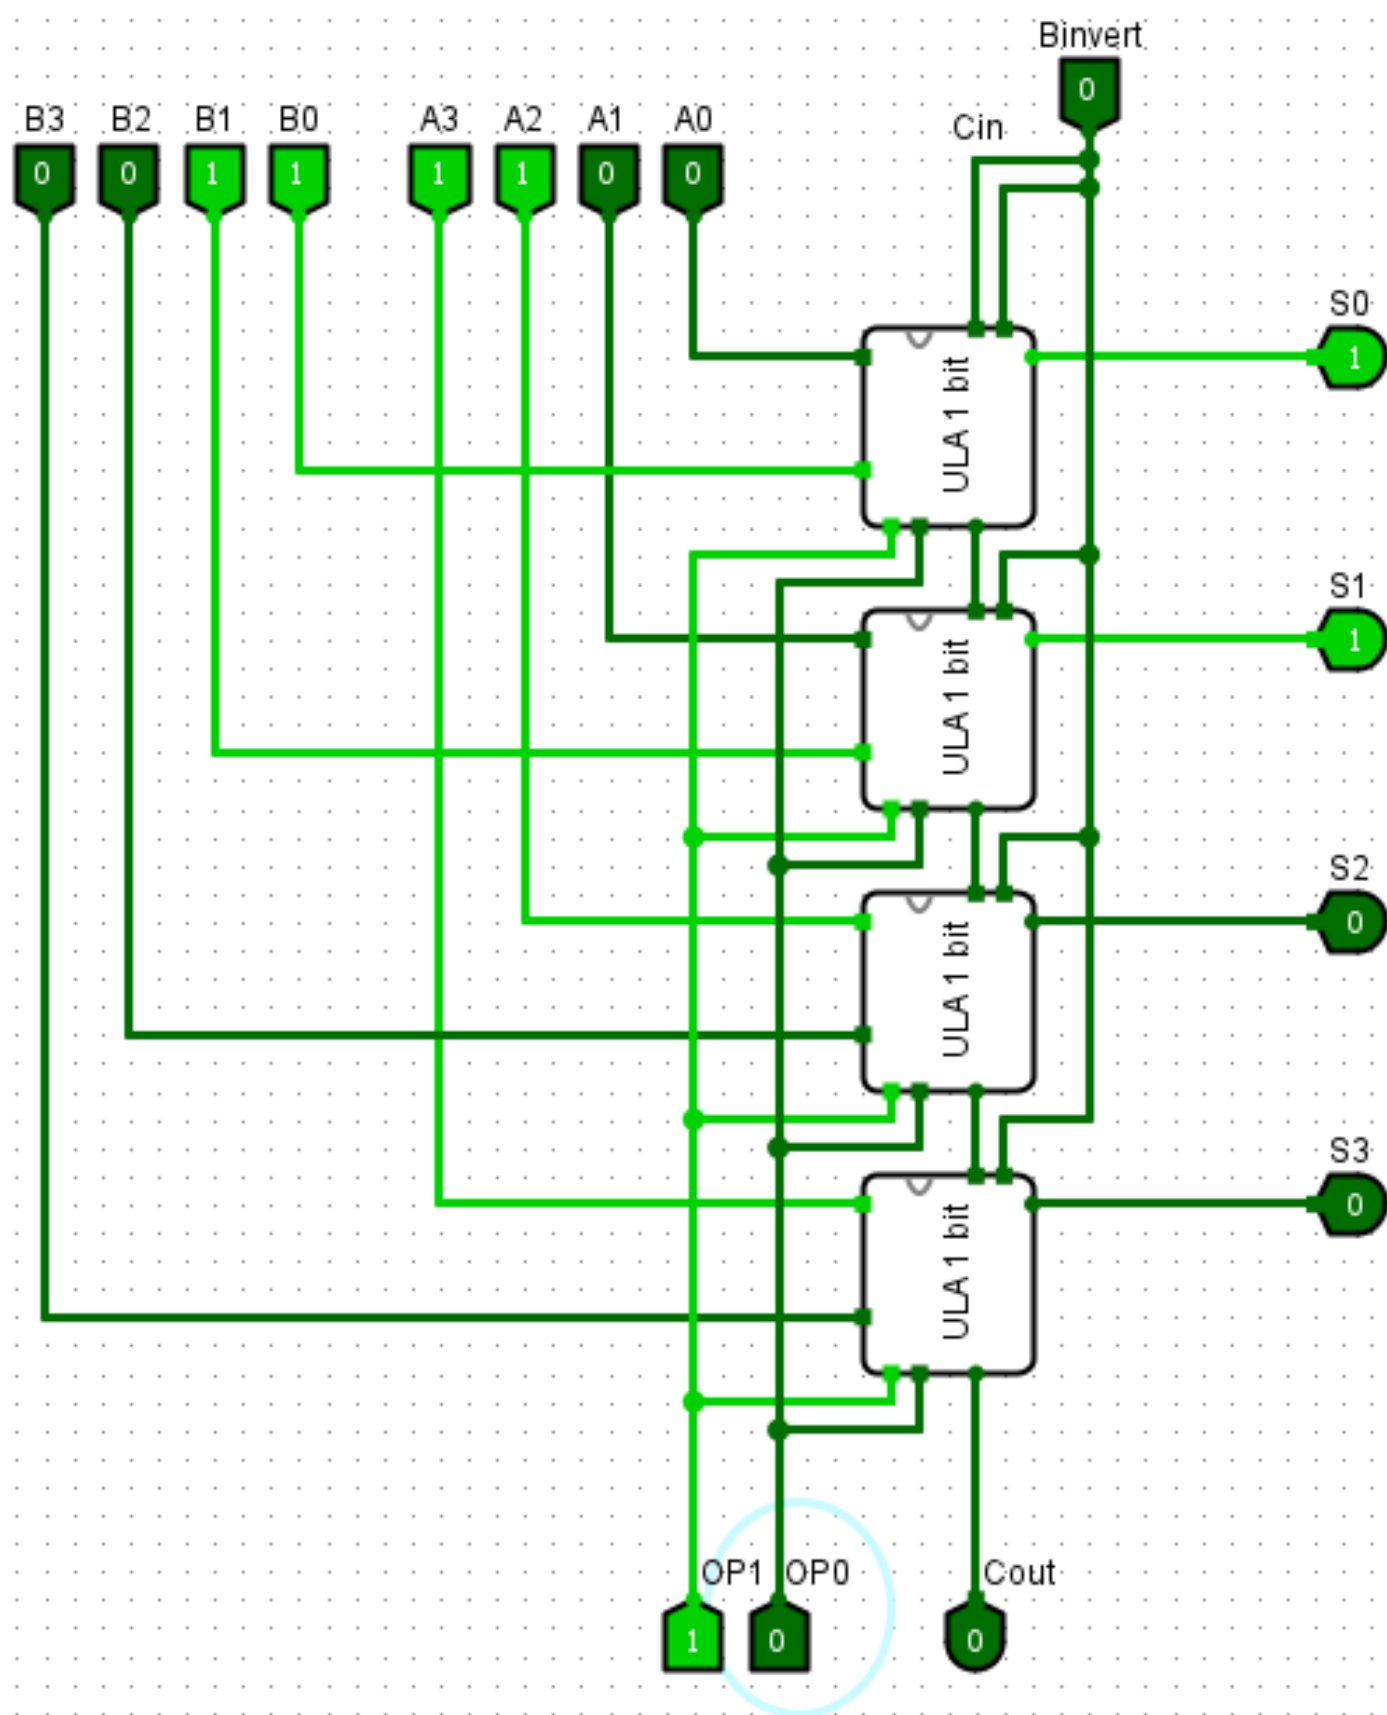 Binvert
0
B3 B2 B1 B0 A3 A2 A1 A0 Cin
0 0 1 1 1 1 0 0
S0
1
ULA 1 bit
S1
1
ULA 1 bit
S2
0
ULA 1 bit
S3
0
ULA 1 bit
OP1 OP0 Cout
1 0 0